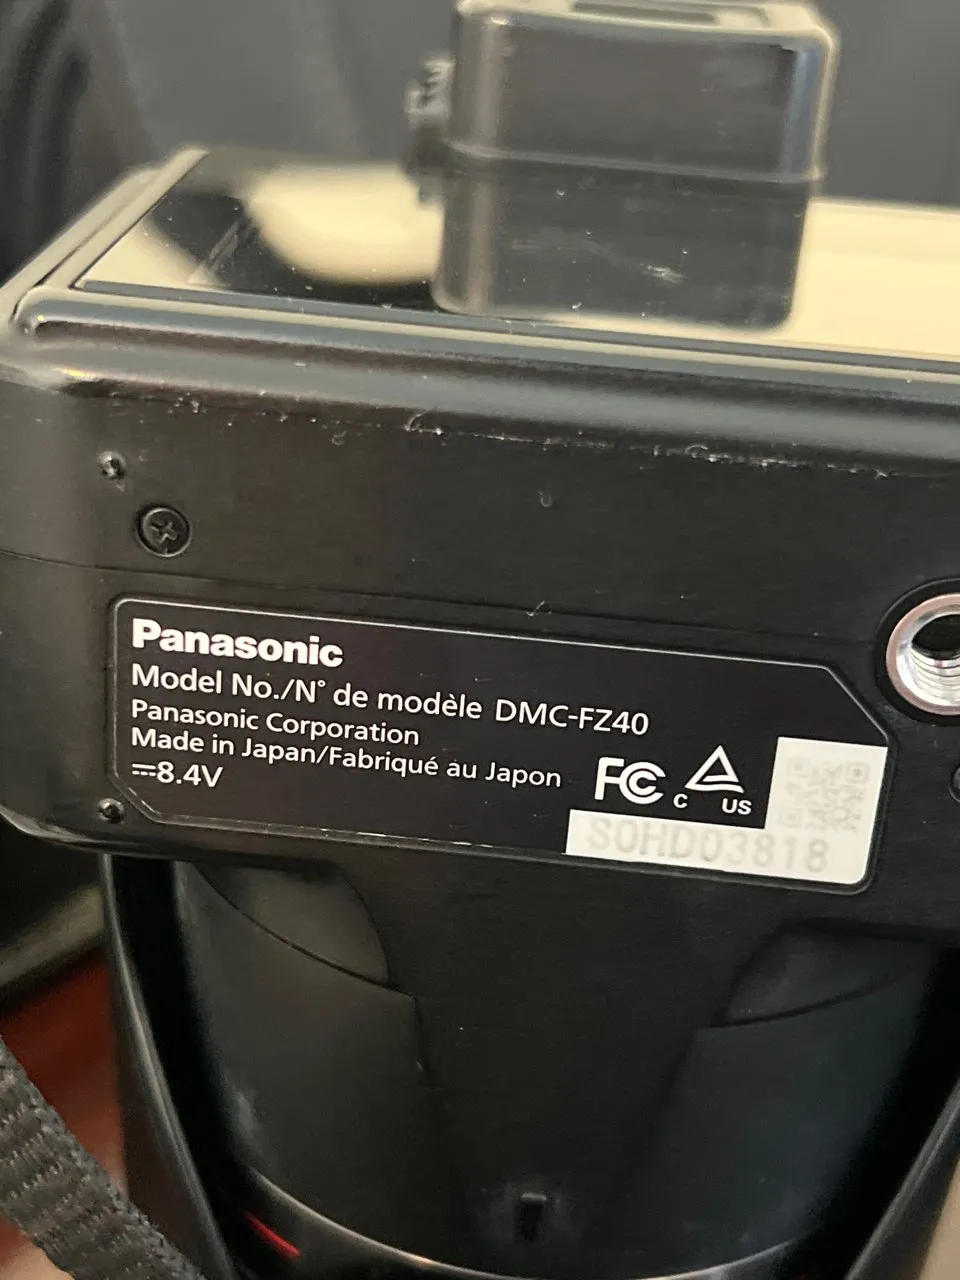 Panasonic
Model No./N° de modèle DMC-FZ40
Panasonic Corporation
Made in Japan/Fabriqué au Japon
⎓8.4V
FC
C US
S0HD03818